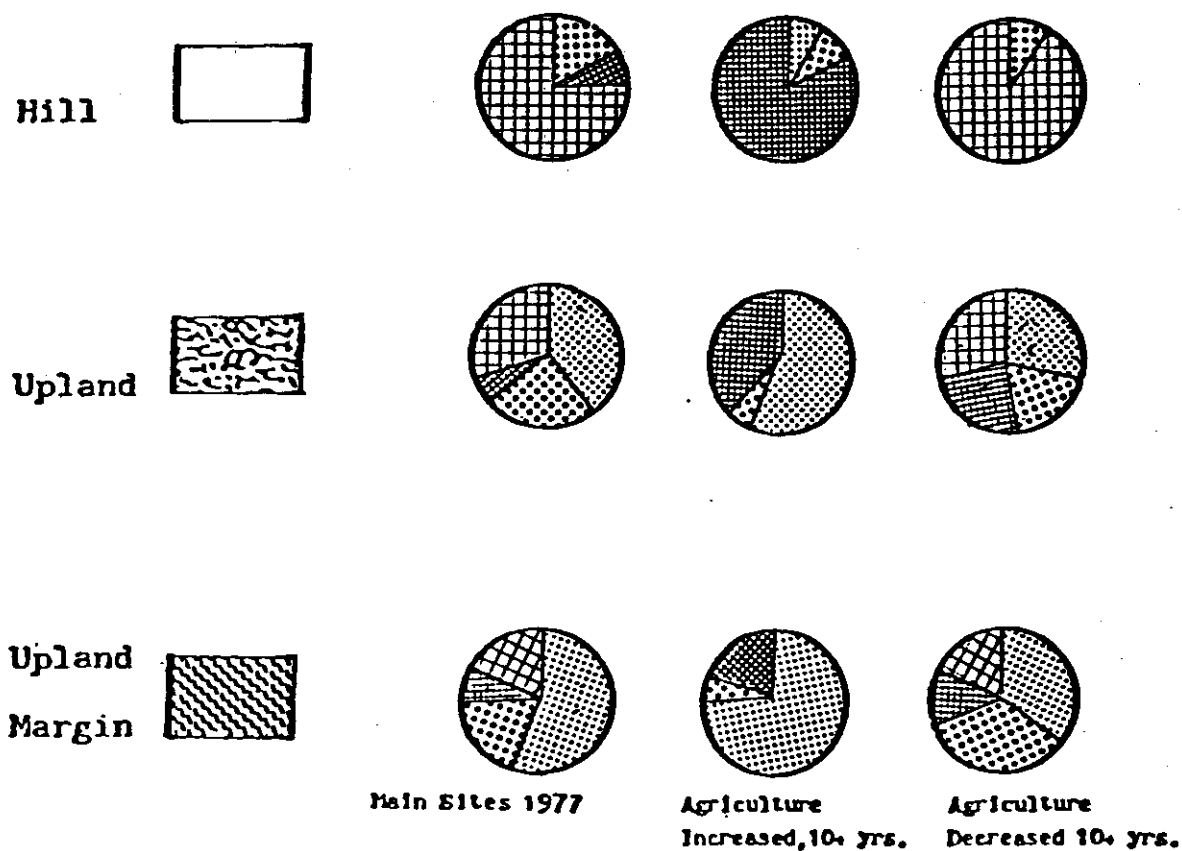 Hill
Upland
Upland
Margin
Main Sites 1977
Agriculture
Increased, 10+ yrs.
Agriculture
Decreased 10+ yrs.